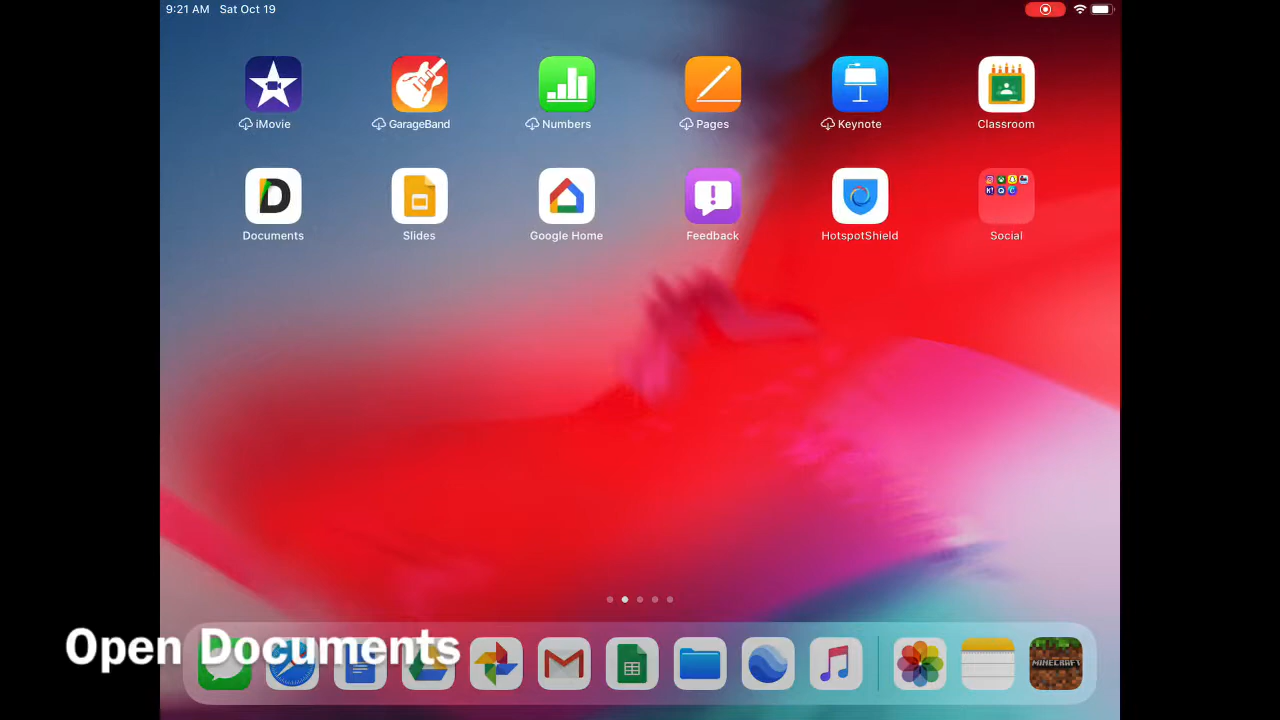 9:21 AM Sat Oct 19
iMovie GarageBand Numbers Pages Keynote Classroom
Documents Slides Google Home Feedback HotspotShield Social
Open Documents
MINECRAFT